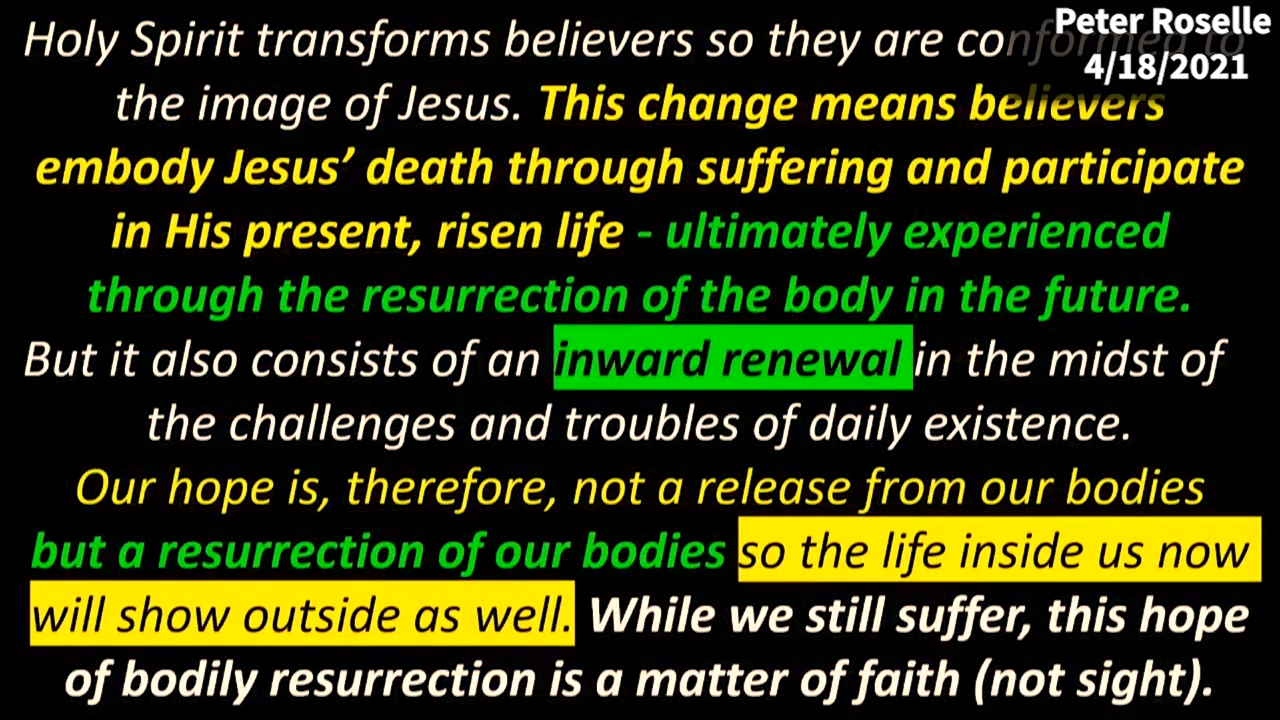 Holy Spirit transforms believers so they are conformed to
Peter Roselle
4/18/2021
the image of Jesus. This change means believers
embody Jesus’ death through suffering and participate
in His present, risen life - ultimately experienced
through the resurrection of the body in the future.
But it also consists of an inward renewal in the midst of
the challenges and troubles of daily existence.
Our hope is, therefore, not a release from our bodies
but a resurrection of our bodies so the life inside us now
will show outside as well. While we still suffer, this hope
of bodily resurrection is a matter of faith (not sight).